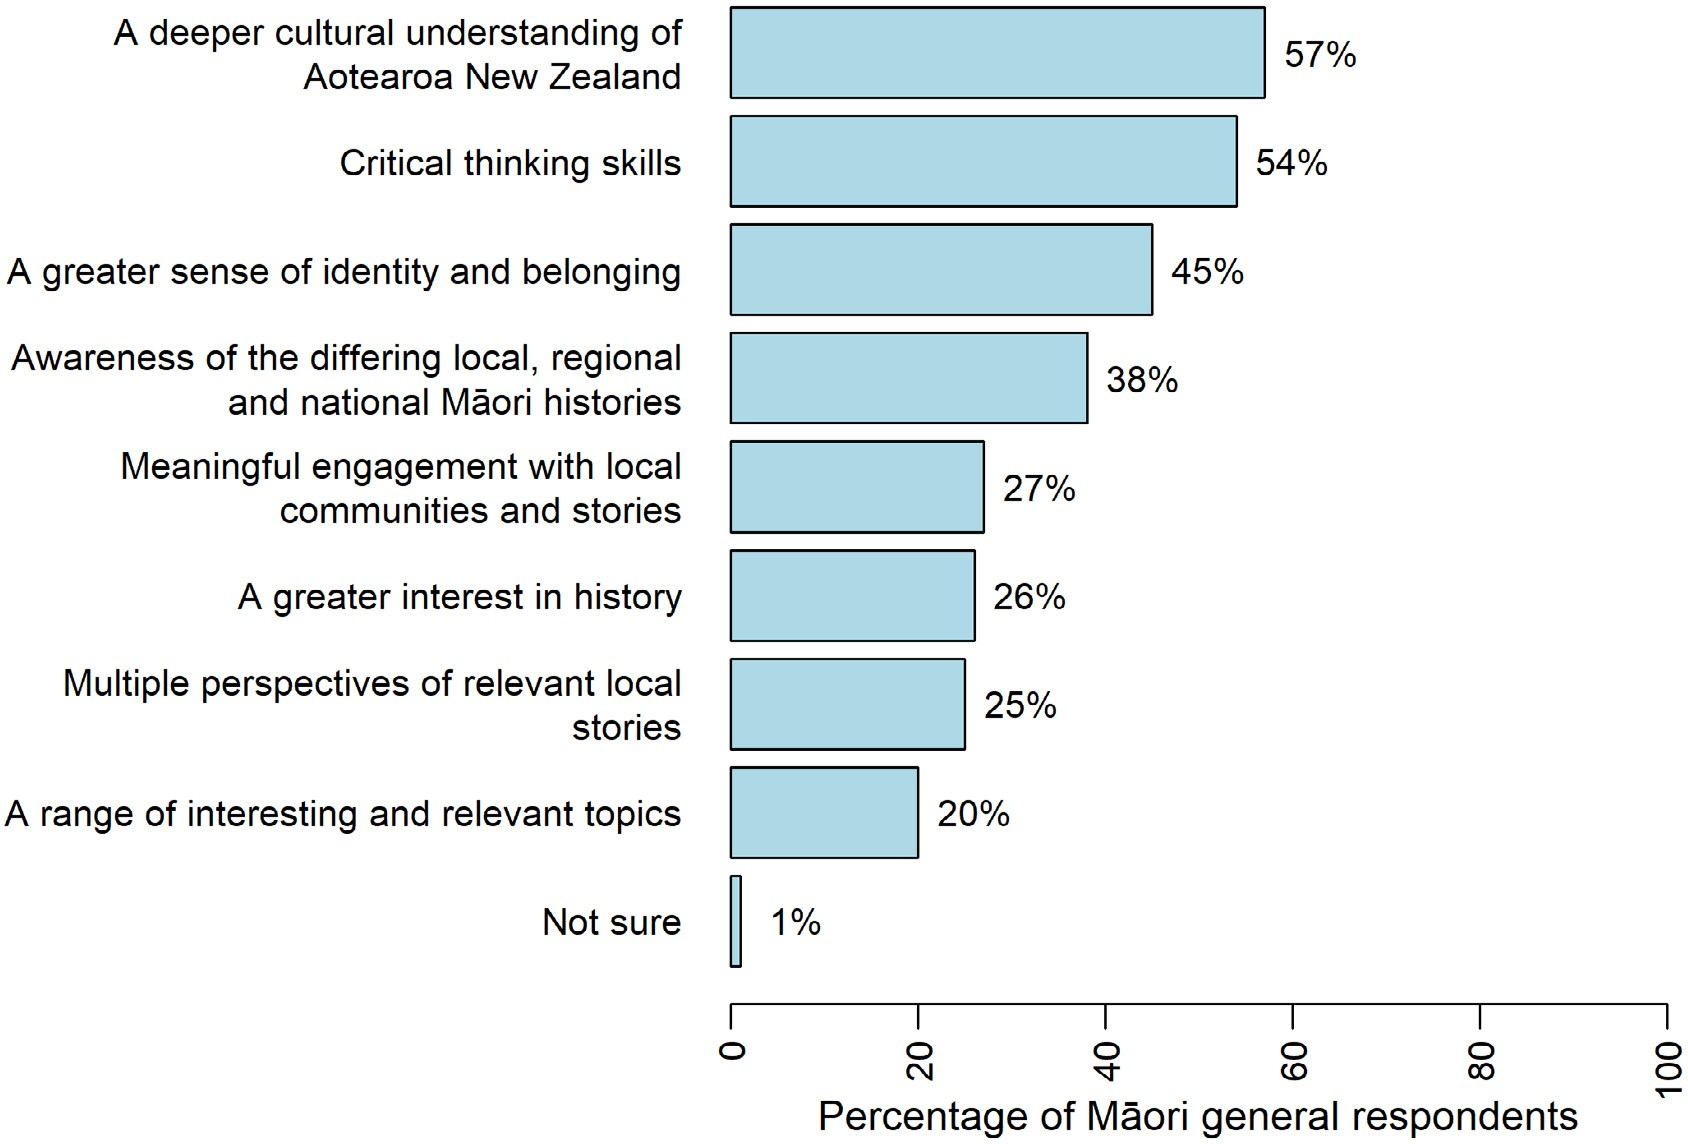 A deeper cultural understanding of
Aotearoa New Zealand
57%
Critical thinking skills
54%
A greater sense of identity and belonging
45%
Awareness of the differing local, regional
and national Māori histories
38%
Meaningful engagement with local
communities and stories
27%
A greater interest in history
26%
Multiple perspectives of relevant local
stories
25%
A range of interesting and relevant topics
20%
Not sure
1%
0
20
40
60
80
100
Percentage of Māori general respondents